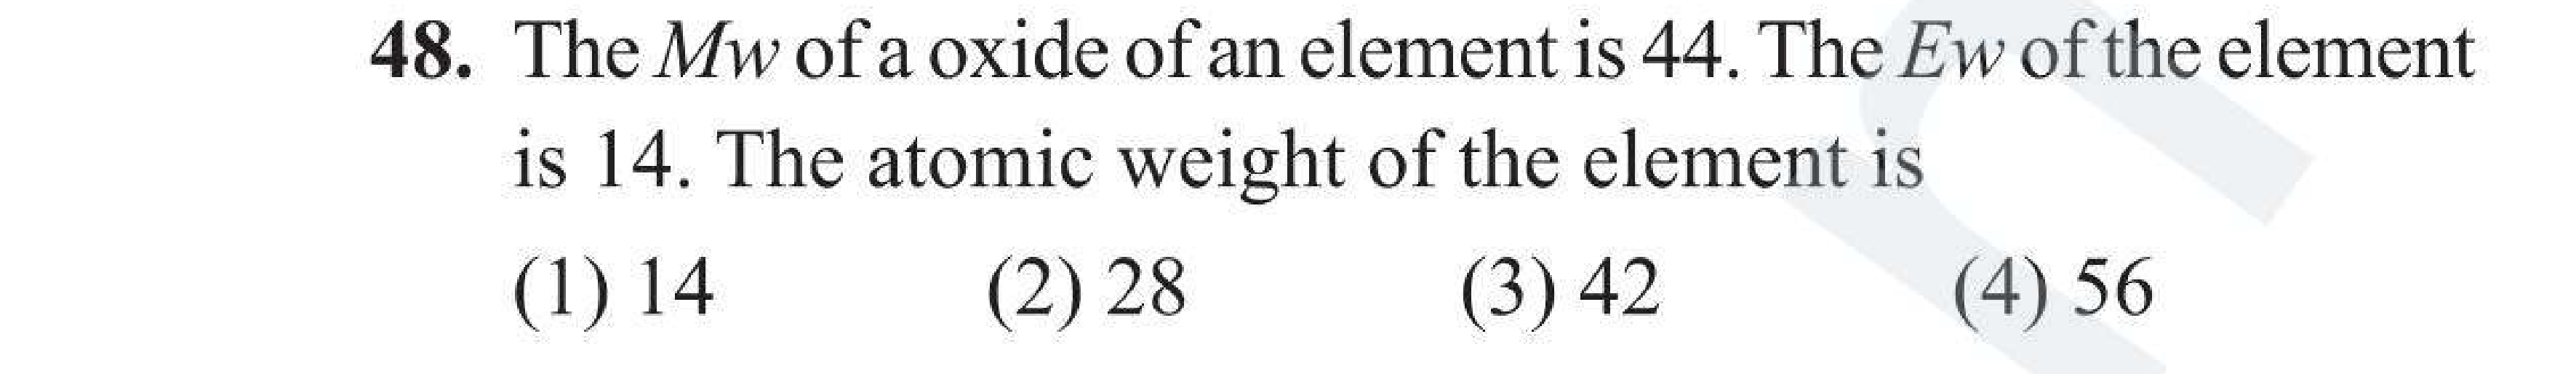 48. The Mw of a oxide of an element is 44. The Ew of the element
is 14. The atomic weight of the element is
(1) 14 (2) 28 (3) 42 (4) 56